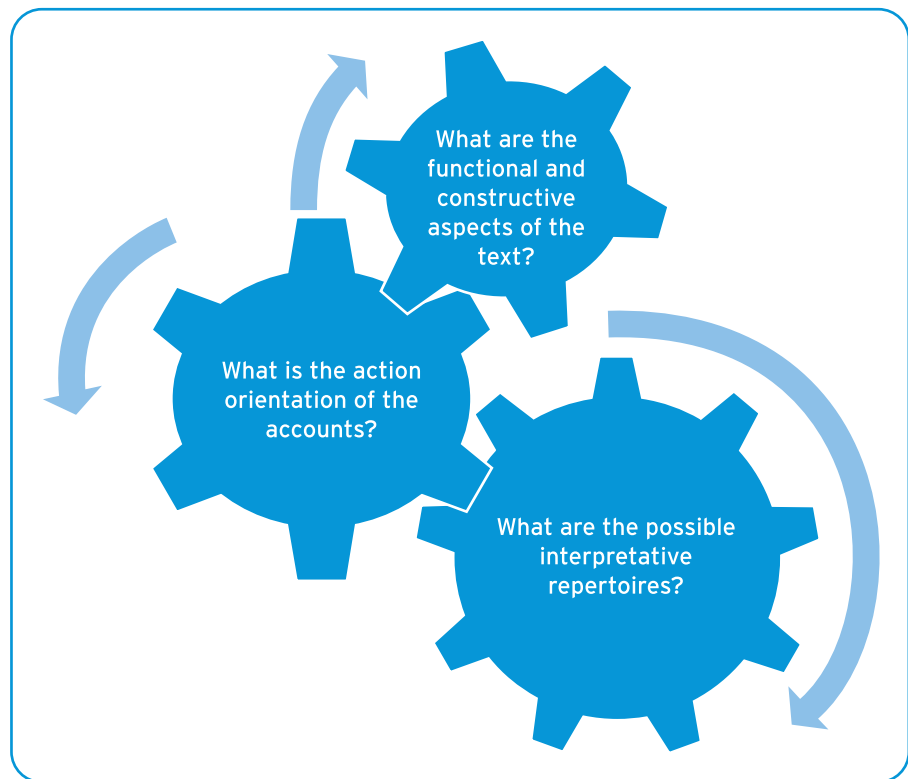 What are the
functional and
constructive
aspects of the
text?
What is the action
orientation of the
accounts?
What are the possible
interpretative
repertoires?